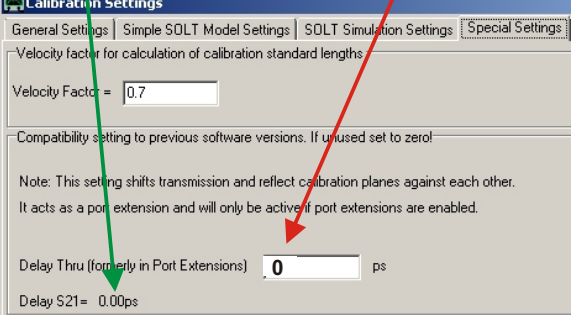 Calibration Settings
General Settings Simple SOLT Model Settings SOLT Simulation Settings Special Settings
Velocity factor for calculation of calibration standard lengths
Velocity Factor = 0.7
Compatibility setting to previous software versions. If unused set to zero!
Note: This setting shifts transmission and reflect calibration planes against each other.
It acts as a port extension and will only be active if port extensions are enabled.
Delay Thru (formerly in Port Extensions) 0 ps
Delay S21= 0.00ps